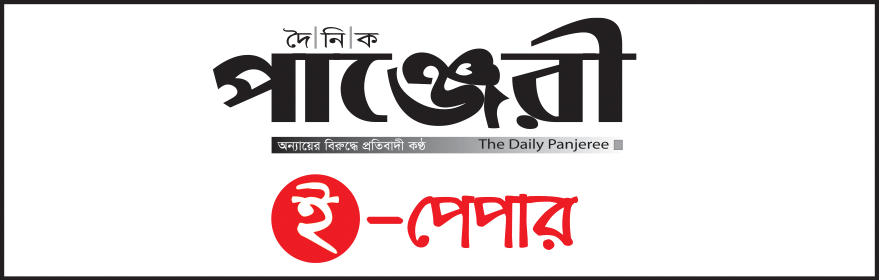 দৈ|নি|ক
পাঞ্জেরী
অন্যায়ের বিরুদ্ধে প্রতিবাদী কণ্ঠ The Daily Panjeree
ই-পেপার